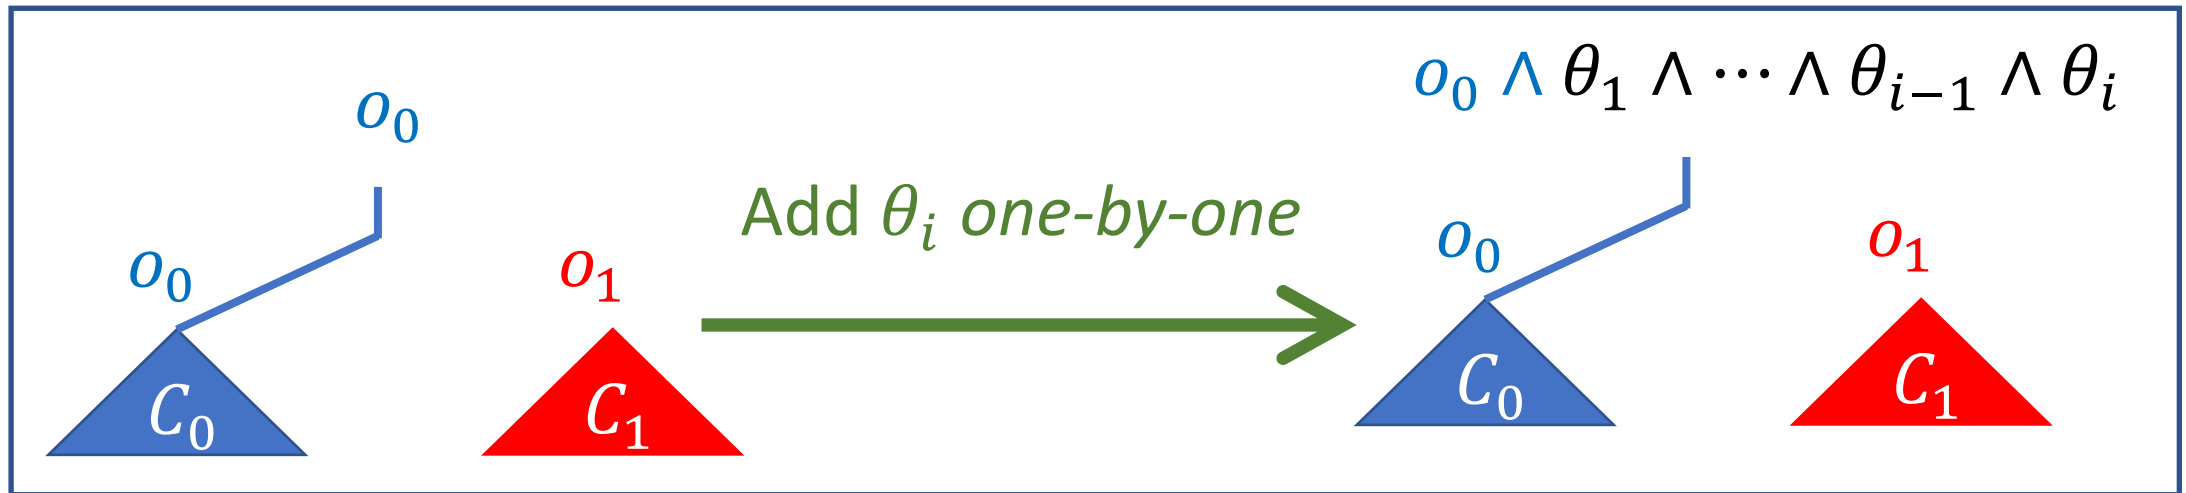 o₀
o₀
C₀
o₁
C₁
Add θᵢ one-by-one
o₀ ∧ θ₁ ∧ ⋯ ∧ θᵢ₋₁ ∧ θᵢ
o₀
C₀
o₁
C₁